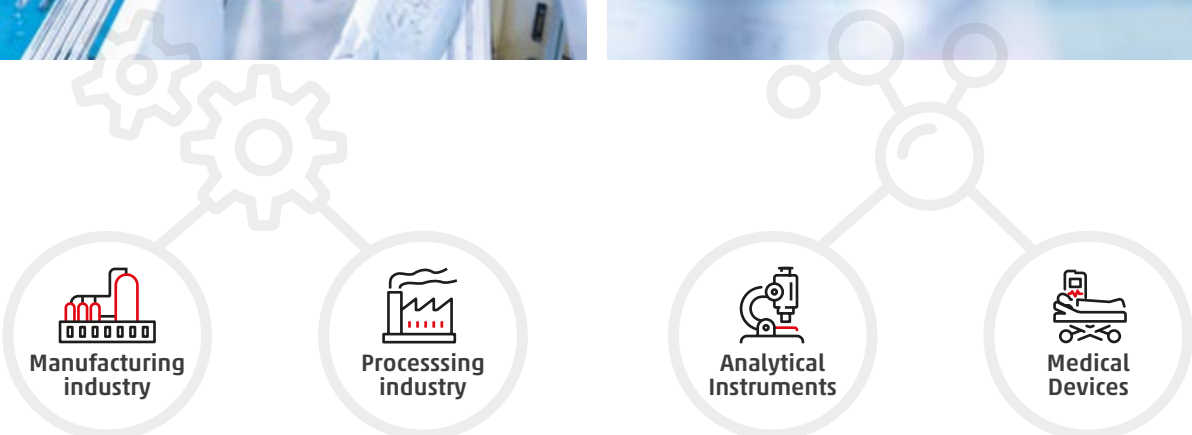 Manufacturing
industry
Processsing
industry
Analytical
Instruments
Medical
Devices